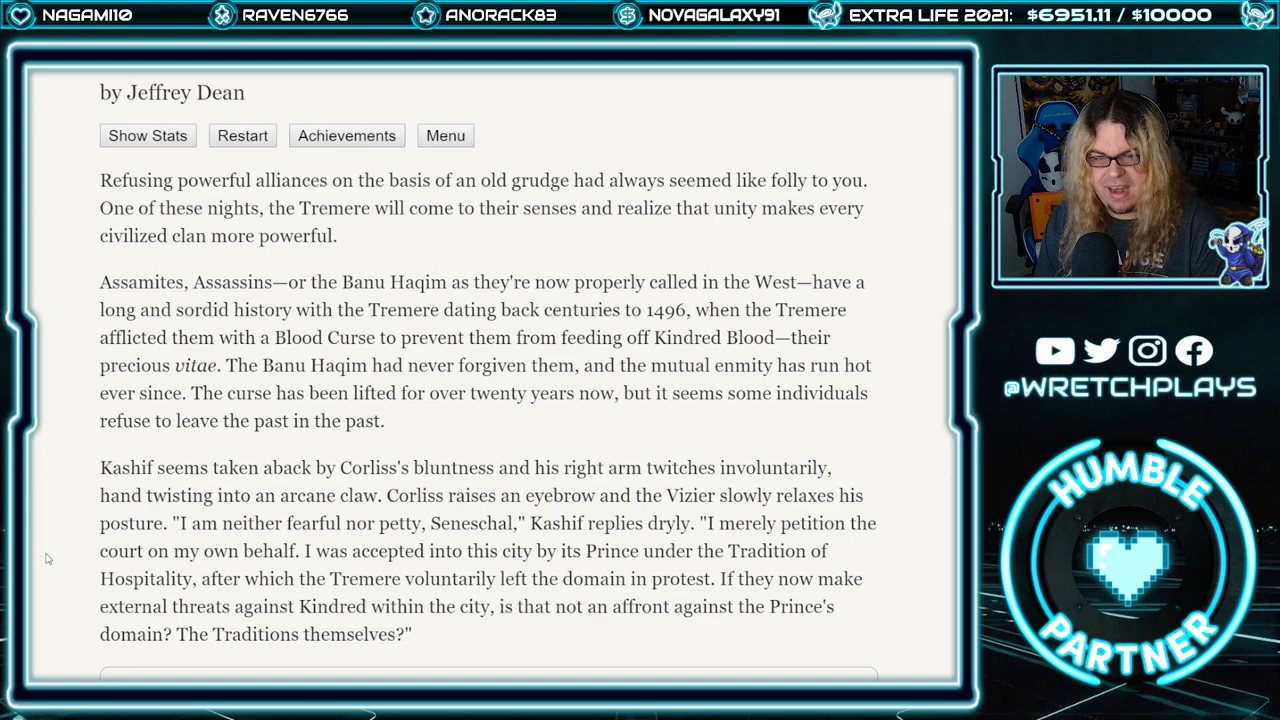 NAGAMI10 RAVEN6766 ANORACK83 NOVAGALAXY91 EXTRA LIFE 2021: $6951.11 / $10000
by Jeffrey Dean
Show Stats Restart Achievements Menu
Refusing powerful alliances on the basis of an old grudge had always seemed like folly to you.
One of these nights, the Tremere will come to their senses and realize that unity makes every
civilized clan more powerful.
Assamites, Assassins—or the Banu Haqim as they're now properly called in the West—have a
long and sordid history with the Tremere dating back centuries to 1496, when the Tremere
afflicted them with a Blood Curse to prevent them from feeding off Kindred Blood—their
precious vitae. The Banu Haqim had never forgiven them, and the mutual enmity has run hot
ever since. The curse has been lifted for over twenty years now, but it seems some individuals
refuse to leave the past in the past.
Kashif seems taken aback by Corliss's bluntness and his right arm twitches involuntarily,
hand twisting into an arcane claw. Corliss raises an eyebrow and the Vizier slowly relaxes his
posture. "I am neither fearful nor petty, Seneschal," Kashif replies dryly. "I merely petition the
court on my own behalf. I was accepted into this city by its Prince under the Tradition of
Hospitality, after which the Tremere voluntarily left the domain in protest. If they now make
external threats against Kindred within the city, is that not an affront against the Prince's
domain? The Traditions themselves?"
@WRETCHPLAYS
HUMBLE
PARTNER